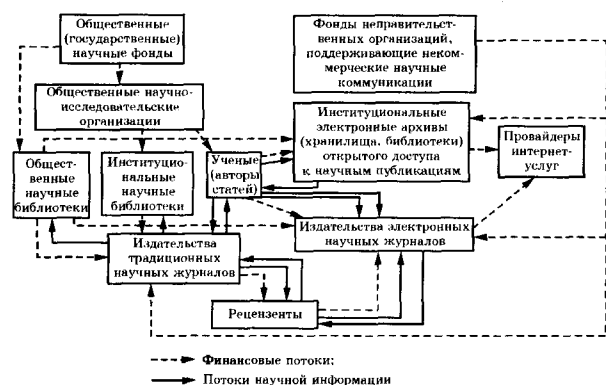 Общественные
(государственные)
научные фонды
Фонды неправительст-
венных организаций,
поддерживающие неком-
мерческие научные
коммуникации
Общественные научно-
исследовательские
организации
Институциональные
электронные архивы
(хранилища, библиотеки)
открытого доступа
к научным публикациям
Провайдеры
интернет-
услуг
Общест-
венные
научные
библиотеки
Институцио-
нальные
научные
библиотеки
Ученые
(авторы
статей)
Издательства
традиционных
научных журналов
Издательства электронных
научных журналов
Рецензенты
Финансовые потоки;
Потоки научной информации